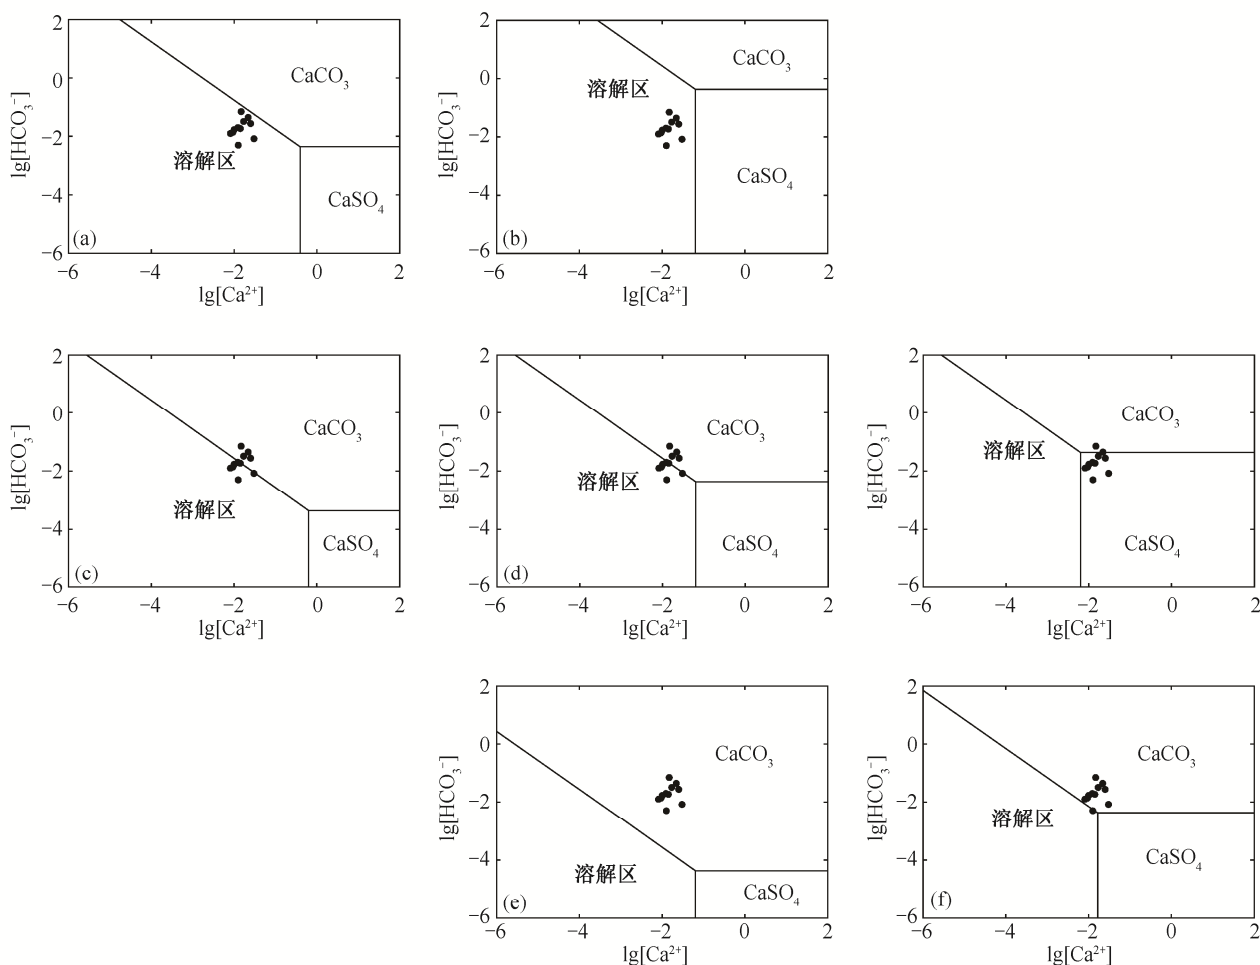 2
0
−2
−4
−6
lg[HCO₃⁻]
CaCO₃
溶解区
CaSO₄
(a)
−6
−4
−2
0
2
lg[Ca²⁺]
2
0
−2
−4
−6
lg[HCO₃⁻]
溶解区
CaCO₃
CaSO₄
(b)
−6
−4
−2
0
2
lg[Ca²⁺]
2
0
−2
−4
−6
lg[HCO₃⁻]
CaCO₃
溶解区
CaSO₄
(c)
−6
−4
−2
0
2
lg[Ca²⁺]
2
0
−2
−4
−6
lg[HCO₃⁻]
CaCO₃
溶解区
CaSO₄
(d)
−6
−4
−2
0
2
lg[Ca²⁺]
2
0
−2
−4
−6
lg[HCO₃⁻]
CaCO₃
溶解区
CaSO₄
−6
−4
−2
0
2
lg[Ca²⁺]
2
0
−2
−4
−6
lg[HCO₃⁻]
CaCO₃
溶解区
CaSO₄
(e)
−6
−4
−2
0
2
lg[Ca²⁺]
2
0
−2
−4
−6
lg[HCO₃⁻]
CaCO₃
溶解区
CaSO₄
(f)
−6
−4
−2
0
2
lg[Ca²⁺]